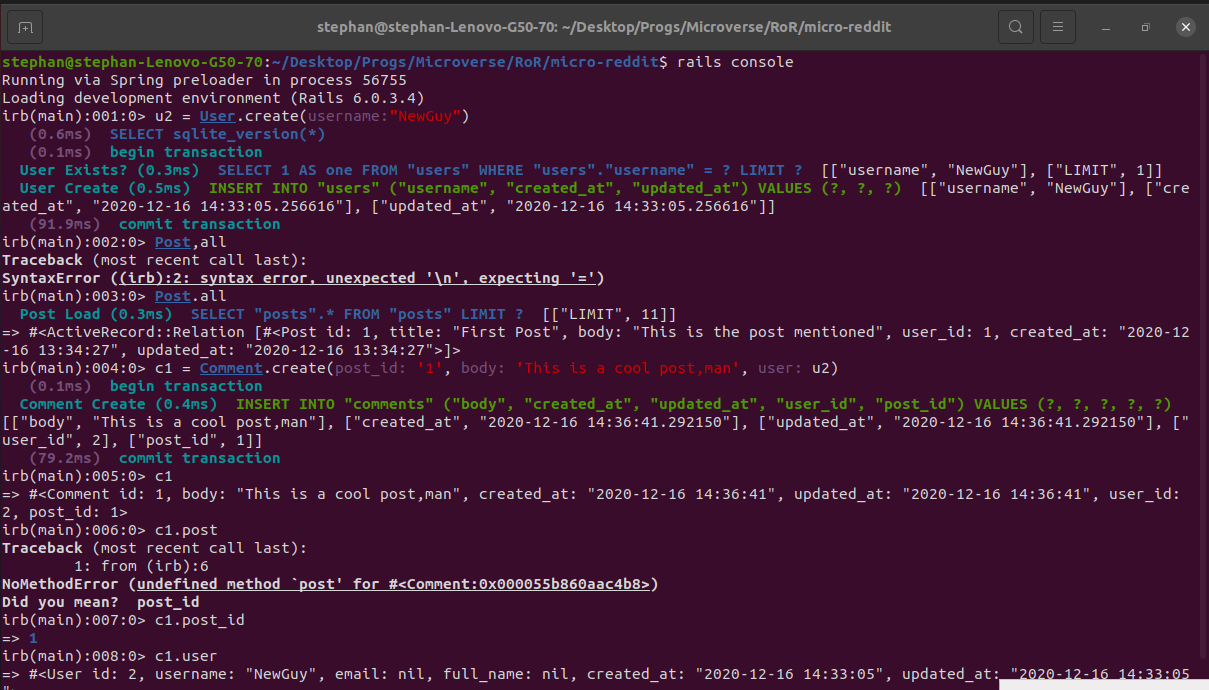 stephan@stephan-Lenovo-G50-70: ~/Desktop/Progs/Microverse/RoR/micro-reddit
stephan@stephan-Lenovo-G50-70:~/Desktop/Progs/Microverse/RoR/micro-reddit$ rails console
Running via Spring preloader in process 56755
Loading development environment (Rails 6.0.3.4)
irb(main):001:0> u2 = User.create(username:"NewGuy")
   (0.6ms)  SELECT sqlite_version(*)
   (0.1ms)  begin transaction
  User Exists? (0.3ms)  SELECT 1 AS one FROM "users" WHERE "users"."username" = ? LIMIT ?  [["username", "NewGuy"], ["LIMIT", 1]]
  User Create (0.5ms)  INSERT INTO "users" ("username", "created_at", "updated_at") VALUES (?, ?, ?)  [["username", "NewGuy"], ["cre
ated_at", "2020-12-16 14:33:05.256616"], ["updated_at", "2020-12-16 14:33:05.256616"]]
   (91.9ms)  commit transaction
irb(main):002:0> Post,all
Traceback (most recent call last):
SyntaxError ((irb):2: syntax error, unexpected '\n', expecting '=')
irb(main):003:0> Post.all
  Post Load (0.3ms)  SELECT "posts".* FROM "posts" LIMIT ?  [["LIMIT", 11]]
=> #<ActiveRecord::Relation [#<Post id: 1, title: "First Post", body: "This is the post mentioned", user_id: 1, created_at: "2020-12
-16 13:34:27", updated_at: "2020-12-16 13:34:27">]>
irb(main):004:0> c1 = Comment.create(post_id: '1', body: 'This is a cool post,man', user: u2)
   (0.1ms)  begin transaction
  Comment Create (0.4ms)  INSERT INTO "comments" ("body", "created_at", "updated_at", "user_id", "post_id") VALUES (?, ?, ?, ?, ?)
[["body", "This is a cool post,man"], ["created_at", "2020-12-16 14:36:41.292150"], ["updated_at", "2020-12-16 14:36:41.292150"], ["
user_id", 2], ["post_id", 1]]
   (79.2ms)  commit transaction
irb(main):005:0> c1
=> #<Comment id: 1, body: "This is a cool post,man", created_at: "2020-12-16 14:36:41", updated_at: "2020-12-16 14:36:41", user_id:
2, post_id: 1>
irb(main):006:0> c1.post
Traceback (most recent call last):
        1: from (irb):6
NoMethodError (undefined method `post' for #<Comment:0x000055b860aac4b8>)
Did you mean?  post_id
irb(main):007:0> c1.post_id
=> 1
irb(main):008:0> c1.user
=> #<User id: 2, username: "NewGuy", email: nil, full_name: nil, created_at: "2020-12-16 14:33:05", updated_at: "2020-12-16 14:33:05